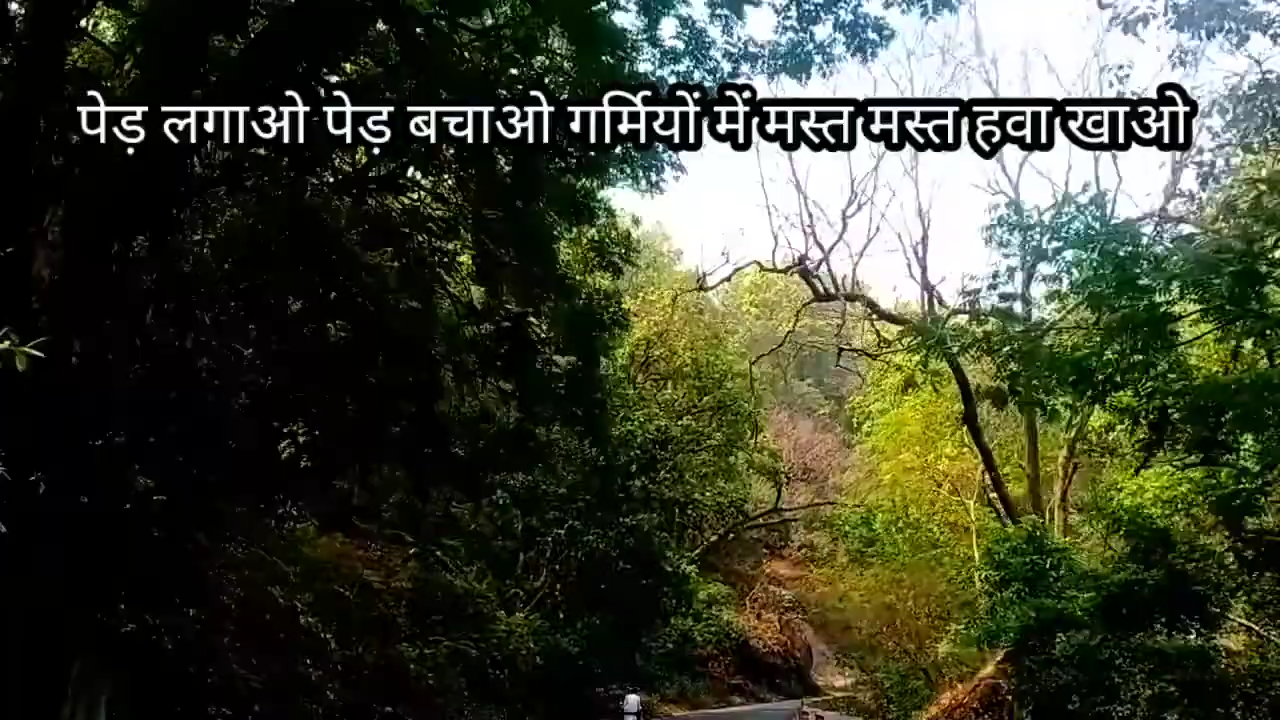 पेड़ लगाओ पेड़ बचाओ गर्मियों में मस्त मस्त हवा खाओ